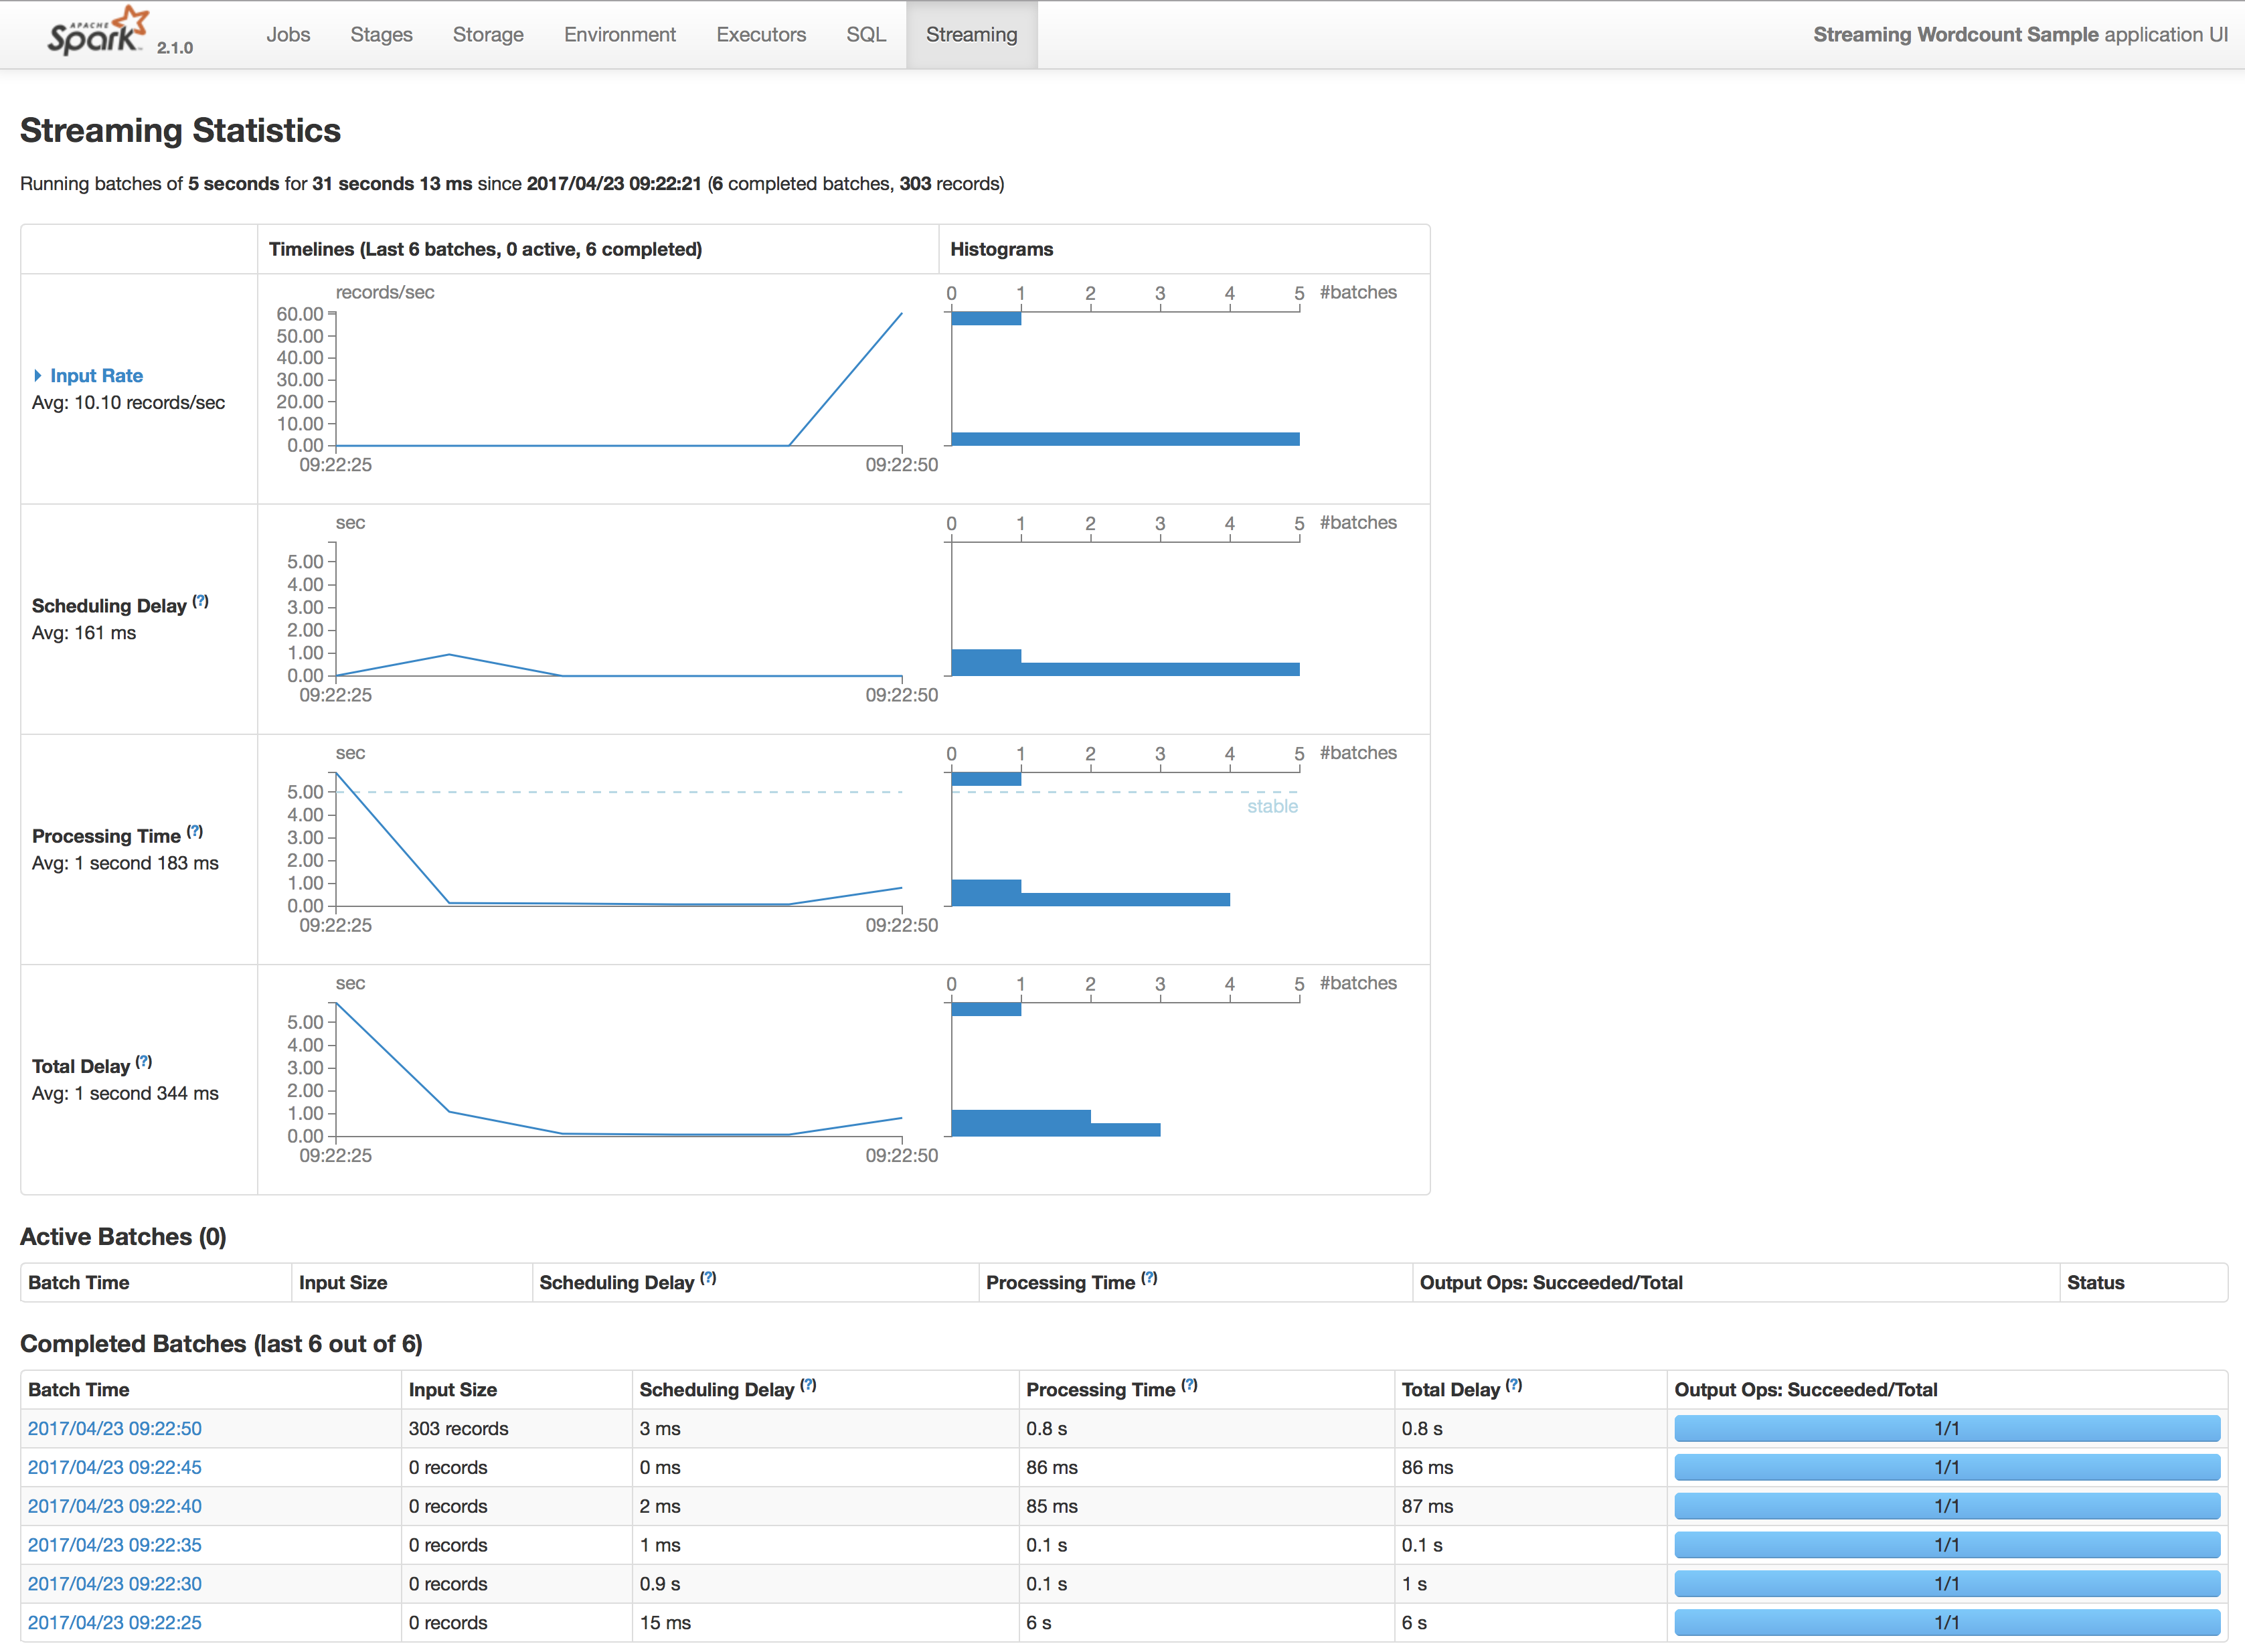 APACHE
Spark 2.1.0 Jobs Stages Storage Environment Executors SQL Streaming Streaming Wordcount Sample application UI
Streaming Statistics
Running batches of 5 seconds for 31 seconds 13 ms since 2017/04/23 09:22:21 (6 completed batches, 303 records)
Timelines (Last 6 batches, 0 active, 6 completed) Histograms
Input Rate
Avg: 10.10 records/sec
records/sec
60.00
50.00
40.00
30.00
20.00
10.00
0.00
09:22:25 09:22:50
0 1 2 3 4 5 #batches
Scheduling Delay (?)
Avg: 161 ms
sec
5.00
4.00
3.00
2.00
1.00
0.00
09:22:25 09:22:50
0 1 2 3 4 5 #batches
Processing Time (?)
Avg: 1 second 183 ms
sec
5.00
4.00
3.00
2.00
1.00
0.00
09:22:25 09:22:50
0 1 2 3 4 5 #batches
stable
Total Delay (?)
Avg: 1 second 344 ms
sec
5.00
4.00
3.00
2.00
1.00
0.00
09:22:25 09:22:50
0 1 2 3 4 5 #batches
Active Batches (0)
Batch Time Input Size Scheduling Delay (?) Processing Time (?) Output Ops: Succeeded/Total Status
Completed Batches (last 6 out of 6)
Batch Time Input Size Scheduling Delay (?) Processing Time (?) Total Delay (?) Output Ops: Succeeded/Total
2017/04/23 09:22:50 303 records 3 ms 0.8 s 0.8 s 1/1
2017/04/23 09:22:45 0 records 0 ms 86 ms 86 ms 1/1
2017/04/23 09:22:40 0 records 2 ms 85 ms 87 ms 1/1
2017/04/23 09:22:35 0 records 1 ms 0.1 s 0.1 s 1/1
2017/04/23 09:22:30 0 records 0.9 s 0.1 s 1 s 1/1
2017/04/23 09:22:25 0 records 15 ms 6 s 6 s 1/1